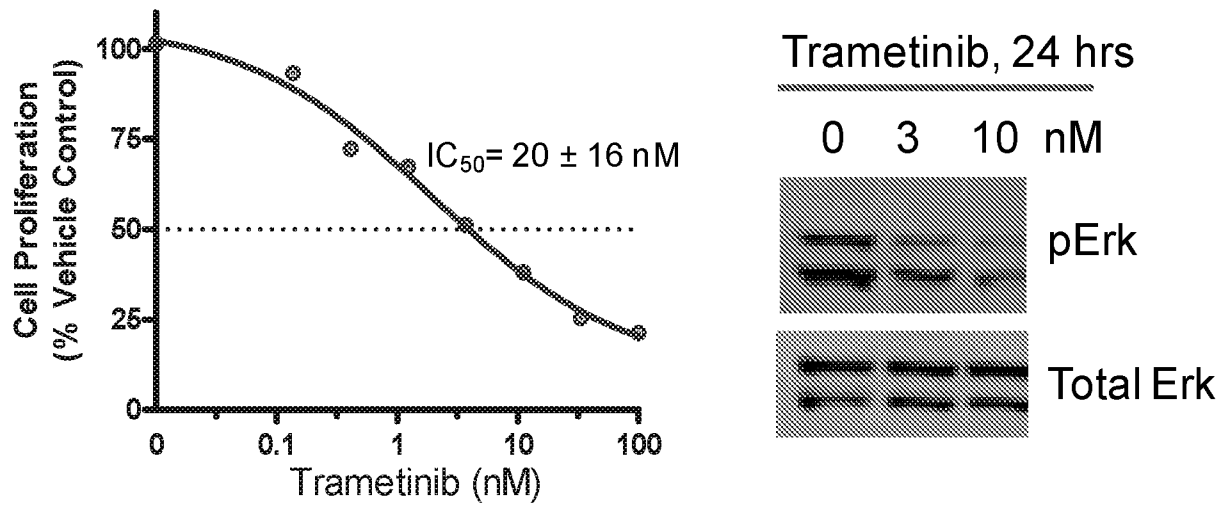 Cell Proliferation
(% Vehicle Control)
100
75
50
25
0
IC50= 20 ± 16 nM
0 0.1 1 10 100
Trametinib (nM)
Trametinib, 24 hrs
0 3 10 nM
pErk
Total Erk